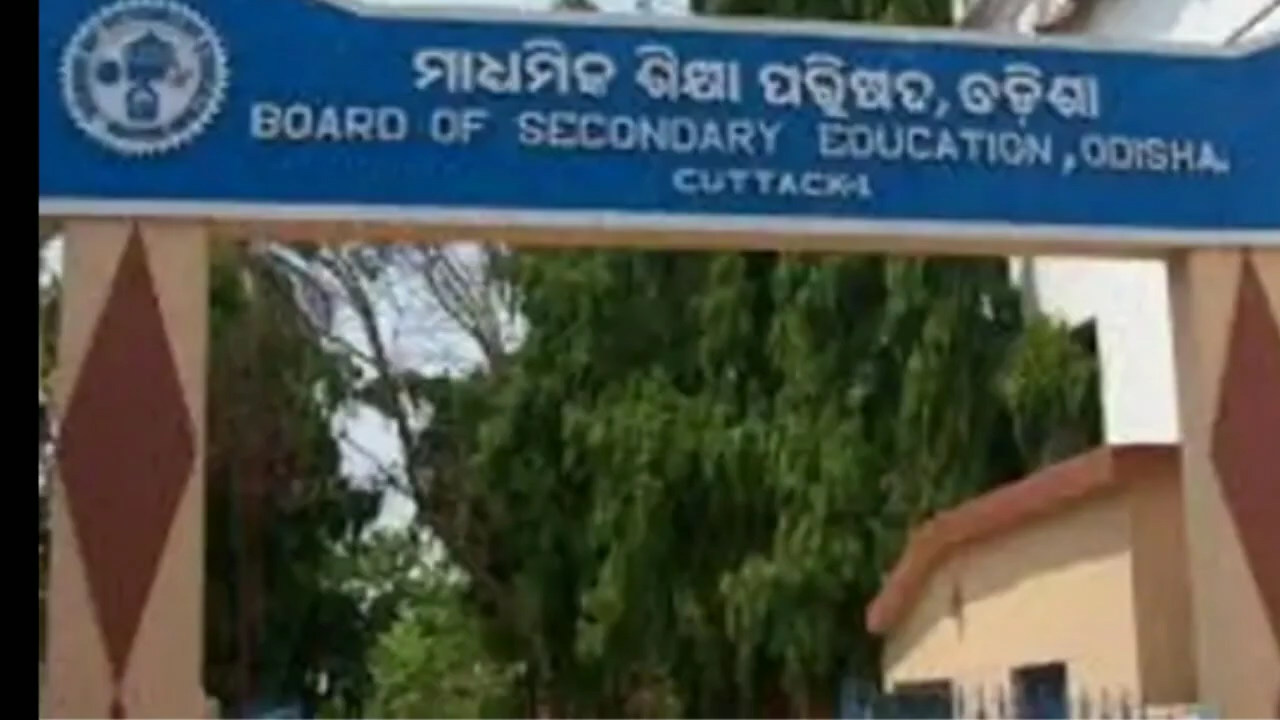 ମାଧ୍ୟମିକ ଶିକ୍ଷା ପରିଷଦ, ଓଡ଼ିଶା
BOARD OF SECONDARY EDUCATION, ODISHA.
CUTTACK-1